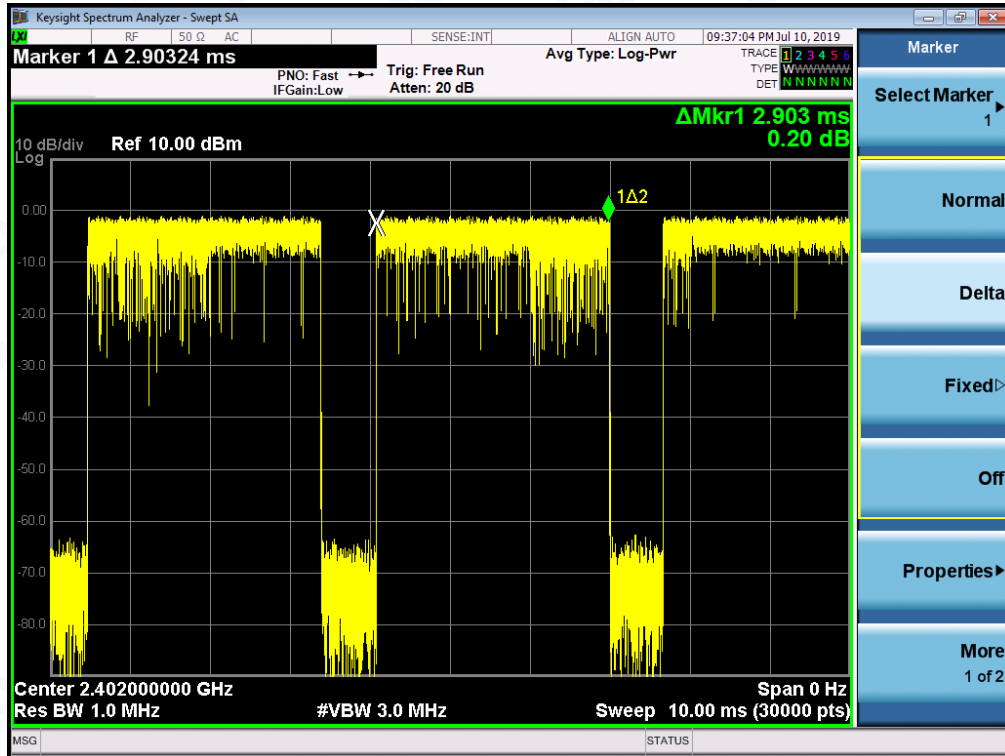 Keysight Spectrum Analyzer - Swept SA
LXI RF 50 Ω AC SENSE:INT ALIGN AUTO 09:37:04 PM Jul 10, 2019
Marker 1 Δ 2.90324 ms
PNO: Fast
IFGain:Low
Trig: Free Run
Atten: 20 dB
Avg Type: Log-Pwr
TRACE 1 2 3 4 5 6
TYPE WWWWWW
DET N N N N N N
ΔMkr1 2.903 ms
0.20 dB
10 dB/div Ref 10.00 dBm
Log
1Δ2
0.00
-10.0
-20.0
-30.0
-40.0
-50.0
-60.0
-70.0
-80.0
Center 2.402000000 GHz Span 0 Hz
Res BW 1.0 MHz #VBW 3.0 MHz Sweep 10.00 ms (30000 pts)
MSG STATUS
Marker
Select Marker
1
Normal
Delta
Fixed
Off
Properties
More
1 of 2